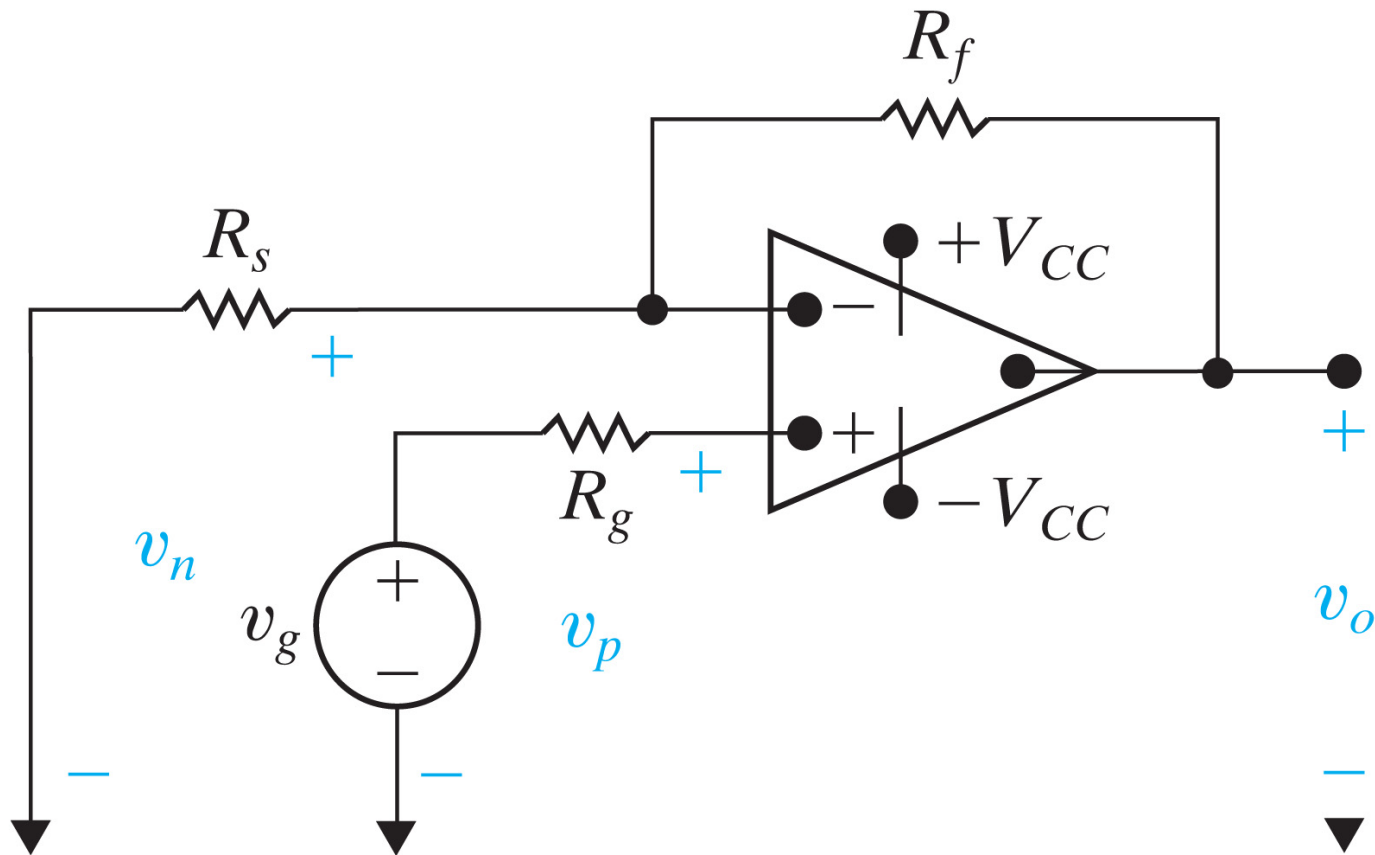 R_f
R_s
+V_CC
−
+
+
+
R_g
+
−V_CC
v_n
+
v_g
−
v_p
v_o
−
−
−